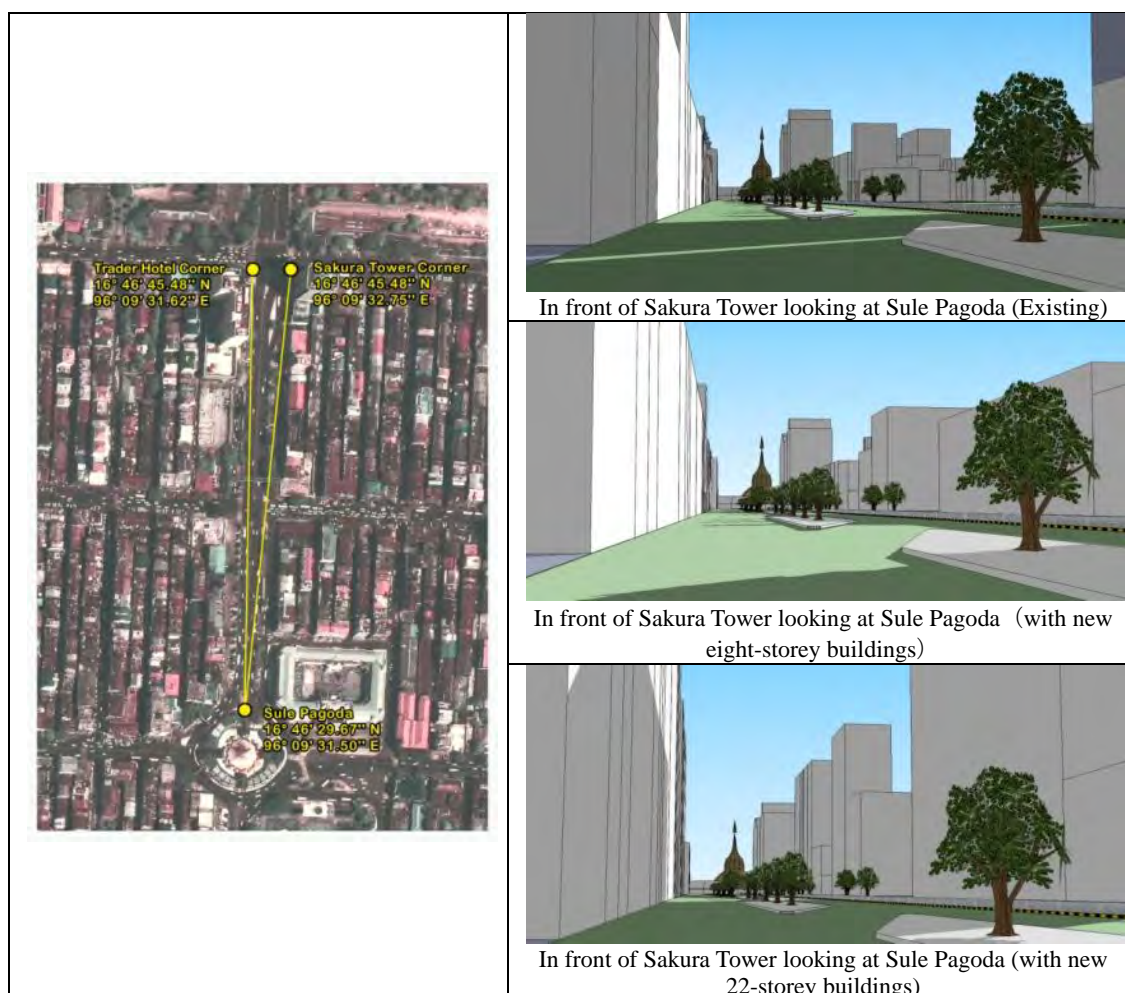 Trader Hotel Corner
16° 46' 45.48'' N
96° 09' 31.62'' E
Sakura Tower Corner
16° 46' 45.48'' N
96° 09' 32.75'' E
Sule Pagoda
16° 46' 29.67'' N
96° 09' 31.50'' E
In front of Sakura Tower looking at Sule Pagoda (Existing)
In front of Sakura Tower looking at Sule Pagoda（with new
eight-storey buildings）
In front of Sakura Tower looking at Sule Pagoda (with new
22-storey buildings)